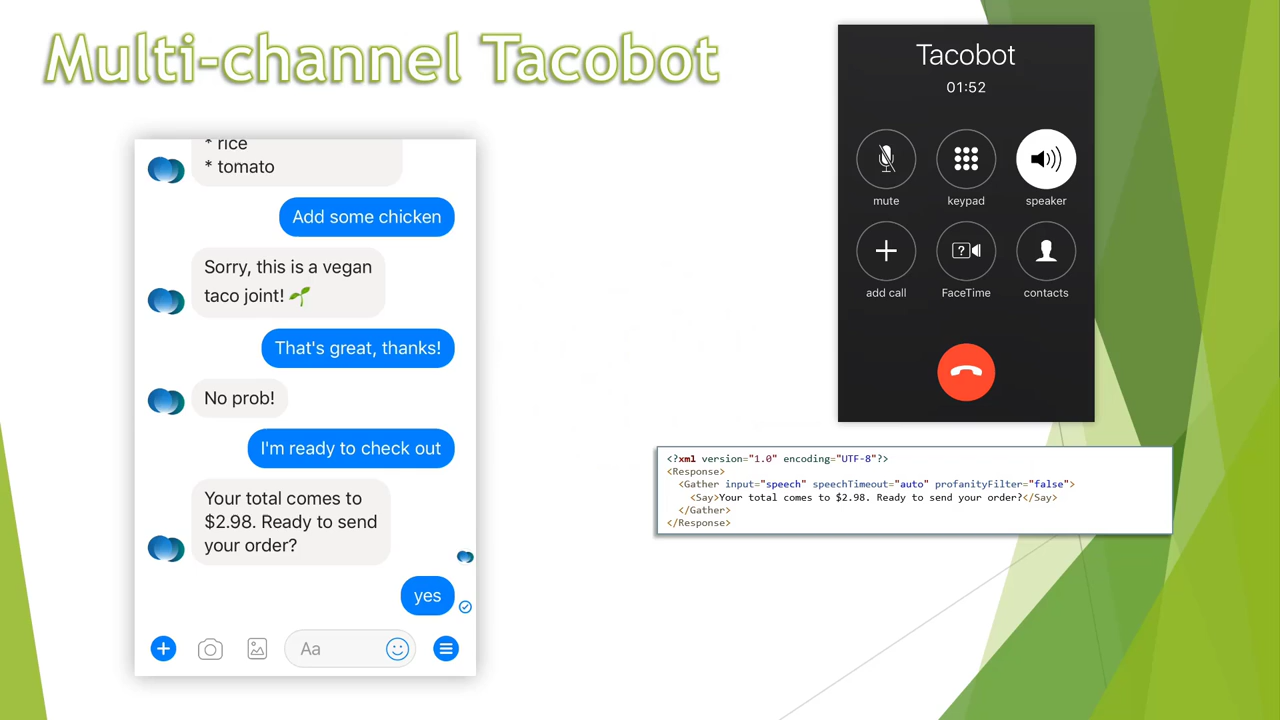 Multi-channel Tacobot
* rice
* tomato
Add some chicken
Sorry, this is a vegan
taco joint! 🌱
That's great, thanks!
No prob!
I'm ready to check out
Your total comes to
$2.98. Ready to send
your order?
yes
Aa
Tacobot
01:52
mute keypad speaker
add call FaceTime contacts
<?xml version="1.0" encoding="UTF-8"?>
<Response>
<Gather input="speech" speechTimeout="auto" profanityFilter="false">
<Say>Your total comes to $2.98. Ready to send your order?</Say>
</Gather>
</Response>